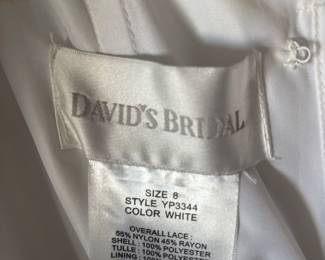 DAVID'S BRIDAL
SIZE 8
STYLE YP3344
COLOR WHITE
OVERALL LACE:
55% NYLON 45% RAYON
SHELL: 100% POLYESTER
TULLE: 100% POLYESTER
LINING: 100% POLYESTER